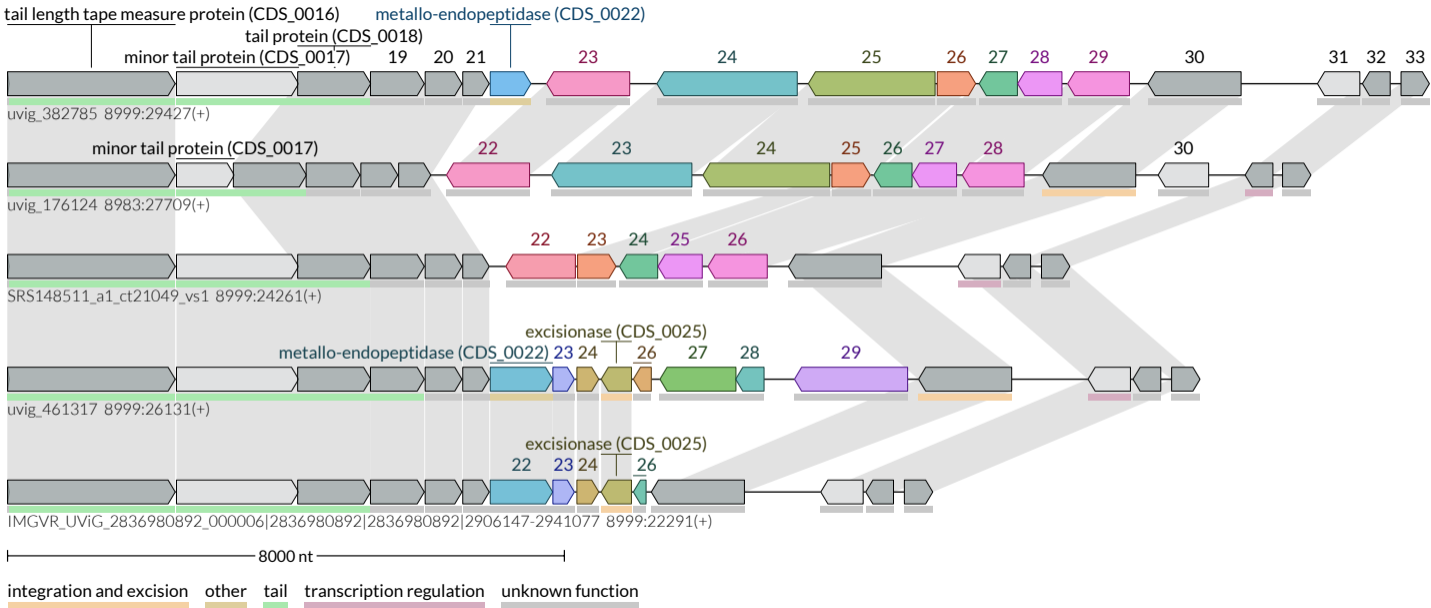 tail length tape measure protein (CDS_0016) metallo-endopeptidase (CDS_0022)
tail protein (CDS_0018)
minor tail protein (CDS_0017) 19 20 21 23 24 25 26 27 28 29 30 31 32 33
uvig_382785 8999:29427(+)
minor tail protein (CDS_0017) 22 23 24 25 26 27 28 30
uvig_176124 8983:27709(+)
22 23 24 25 26
SRS148511_a1_ct21049_vs1 8999:24261(+)
excisionase (CDS_0025)
metallo-endopeptidase (CDS_0022) 23 24 26 27 28 29
uvig_461317 8999:26131(+)
excisionase (CDS_0025)
22 23 24 26
IMGVR_UViG_2836980892_000006|2836980892|2836980892|2906147-2941077 8999:22291(+)
8000 nt
integration and excision other tail transcription regulation unknown function